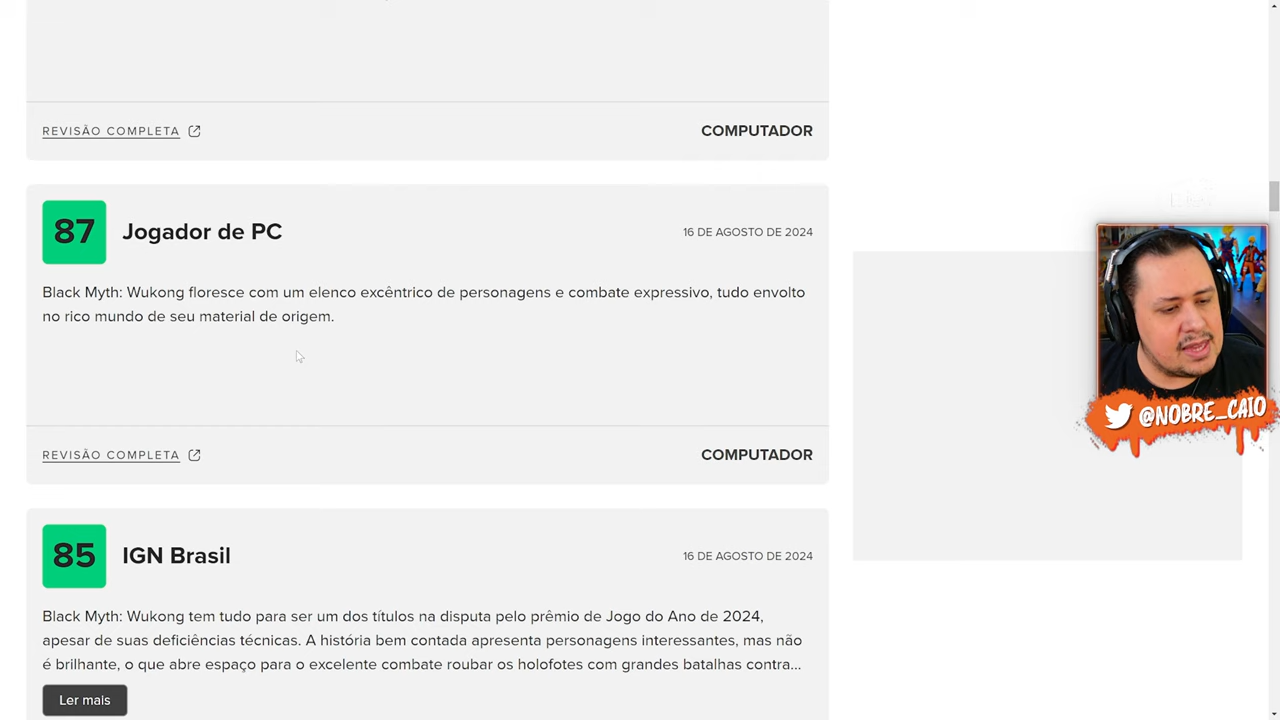 REVISÃO COMPLETA
COMPUTADOR
87
Jogador de PC
16 DE AGOSTO DE 2024
Black Myth: Wukong floresce com um elenco excêntrico de personagens e combate expressivo, tudo envolto
no rico mundo de seu material de origem.
@NOBRE_CAIO
REVISÃO COMPLETA
COMPUTADOR
85
IGN Brasil
16 DE AGOSTO DE 2024
Black Myth: Wukong tem tudo para ser um dos títulos na disputa pelo prêmio de Jogo do Ano de 2024,
apesar de suas deficiências técnicas. A história bem contada apresenta personagens interessantes, mas não
é brilhante, o que abre espaço para o excelente combate roubar os holofotes com grandes batalhas contra...
Ler mais